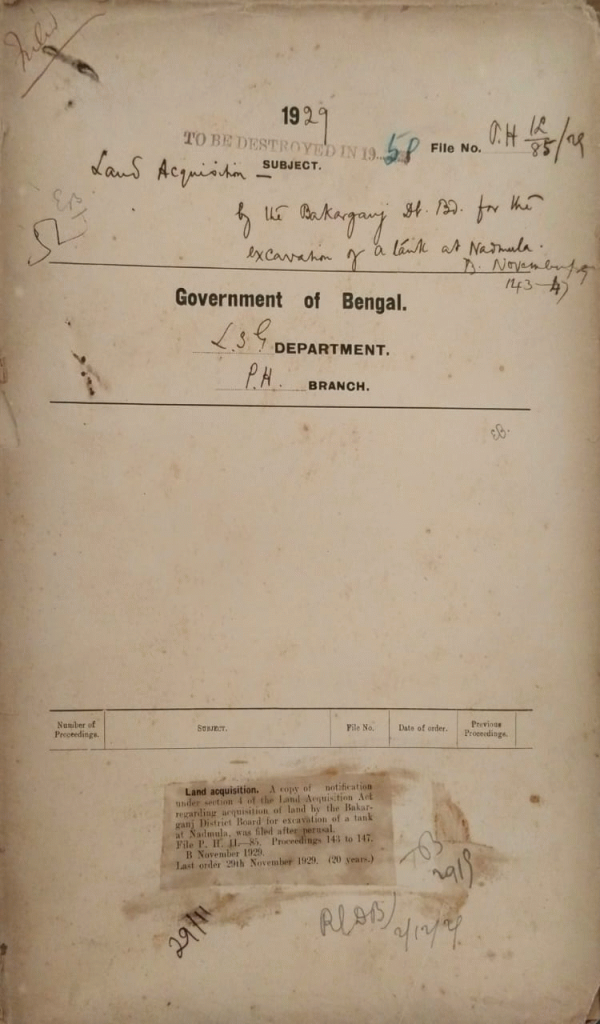 1929
TO BE DESTROYED IN 19 58
File No. P.H 1L/85/29
SUBJECT.
Land Acquisition —
by the Bakarganj Dt. Bd. for the
excavation of a tank at Nadmula.
B. November/29
143—47
Government of Bengal.
L S G DEPARTMENT.
P.H. BRANCH.
Number of Proceedings. SUBJECT. File No. Date of order. Previous Proceedings.
Land acquisition. A copy of notification
under section 4 of the Land Acquisition Act
regarding acquisition of land by the Bakar-
ganj District Board for excavation of a tank
at Nadmula, was filed after perusal.
File P. H. 1L—85. Proceedings 143 to 147.
B November 1929.
Last order 29th November 1929. (20 years.)
29/11
2/12/29